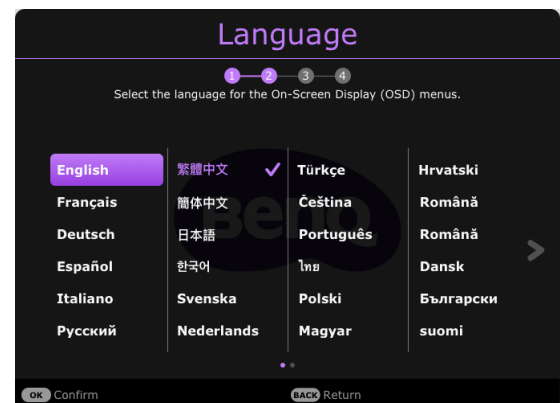 Language
1 2 3 4
Select the language for the On-Screen Display (OSD) menus.
English
Français
Deutsch
Español
Italiano
Русский
繁體中文
簡体中文
日本語
한국어
Svenska
Nederlands
Türkçe
Čeština
Português
ไทย
Polski
Magyar
Hrvatski
Română
Română
Dansk
Български
suomi
BenQ
OK Confirm
BACK Return